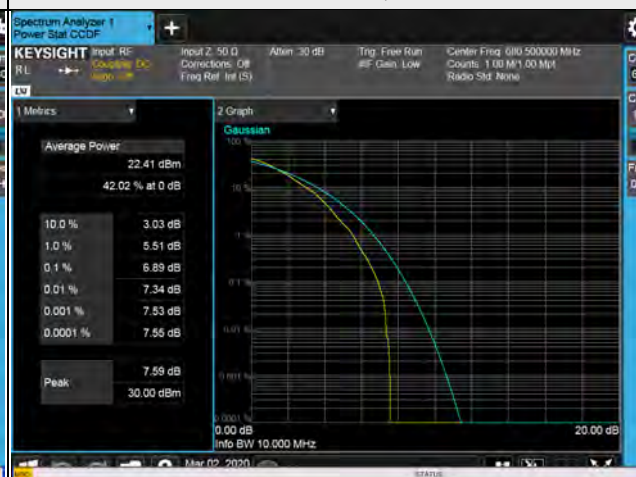 Spectrum Analyzer 1
Power Stat CCDF
+
KEYSIGHT Input: RF Input Z: 50 Ω Atten: 30 dB Trig: Free Run Center Freq: 680.500000 MHz
RL Coupling: DC Corrections: Off #IF Gain: Low Counts: 1.00 M/1.00 Mpt
Align: Off Freq Ref: Int (S) Radio Std: None
LXI
1 Metrics
2 Graph
Gaussian
Average Power
22.41 dBm
42.02 % at 0 dB
10.0 % 3.03 dB
1.0 % 5.51 dB
0.1 % 6.89 dB
0.01 % 7.34 dB
0.001 % 7.53 dB
0.0001 % 7.55 dB
Peak 7.59 dB
30.00 dBm
100 %
10 %
1 %
0.1 %
0.01 %
0.001 %
0.0001 %
0.00 dB 20.00 dB
Info BW 10.000 MHz
Mar 02, 2020
MSG STATUS